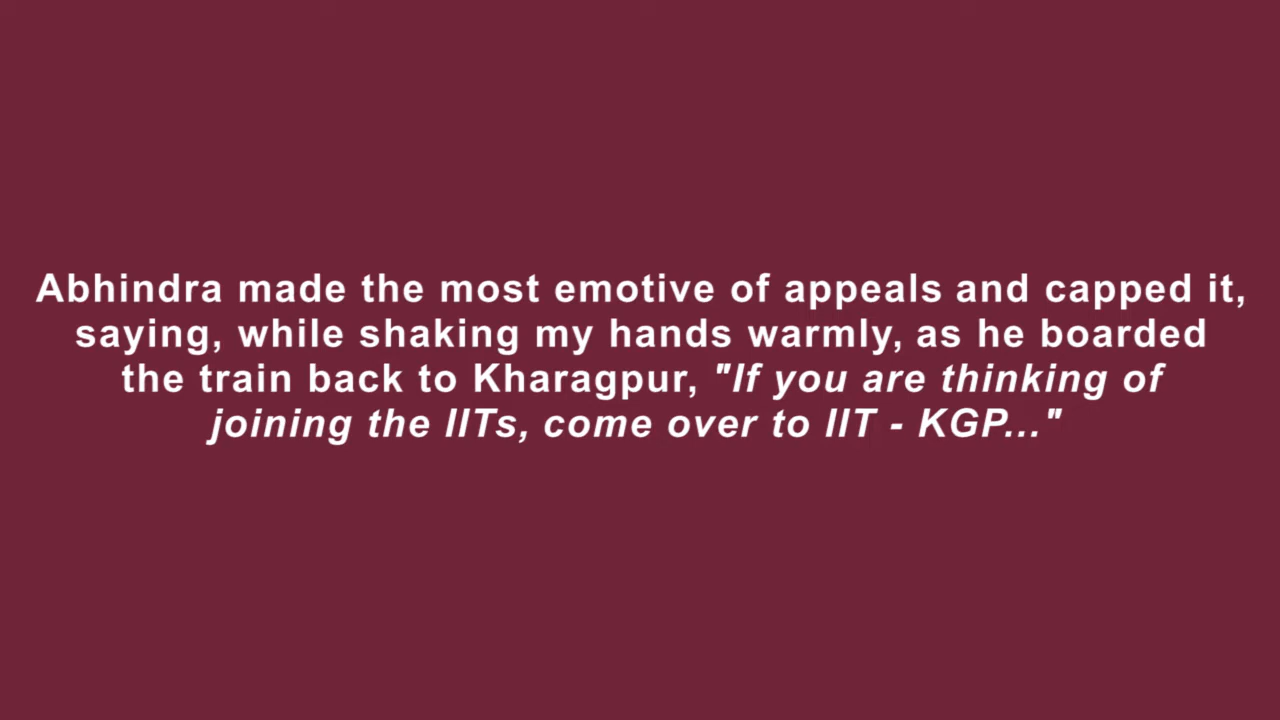 Abhindra made the most emotive of appeals and capped it,
saying, while shaking my hands warmly, as he boarded
the train back to Kharagpur, "If you are thinking of
joining the IITs, come over to IIT - KGP..."